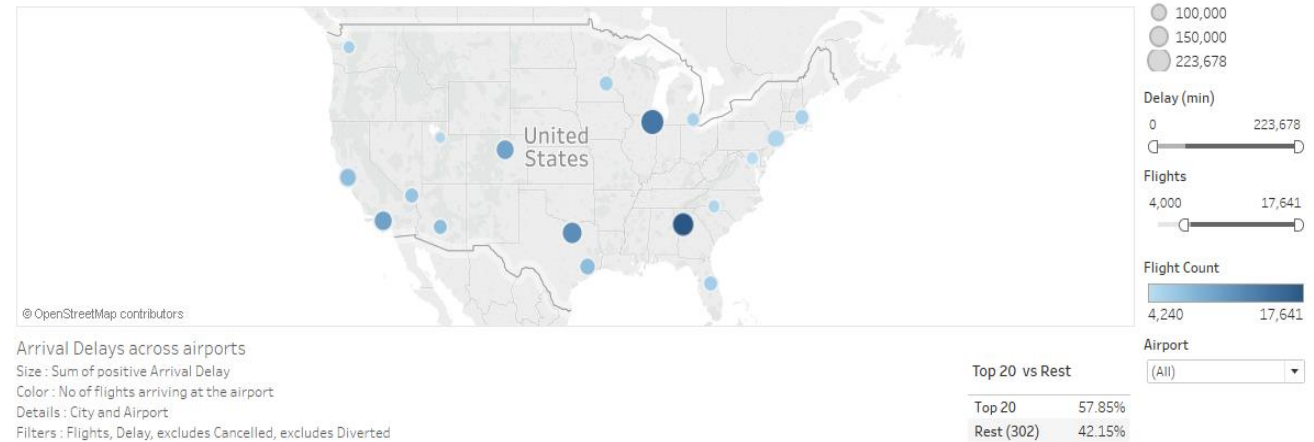 United
States
© OpenStreetMap contributors
100,000
150,000
223,678
Delay (min)
0 223,678
Flights
4,000 17,641
Flight Count
4,240 17,641
Airport
(All)
Arrival Delays across airports
Size : Sum of positive Arrival Delay
Color : No of flights arriving at the airport
Details : City and Airport
Filters : Flights, Delay, excludes Cancelled, excludes Diverted
Top 20 vs Rest
Top 20 57.85%
Rest (302) 42.15%